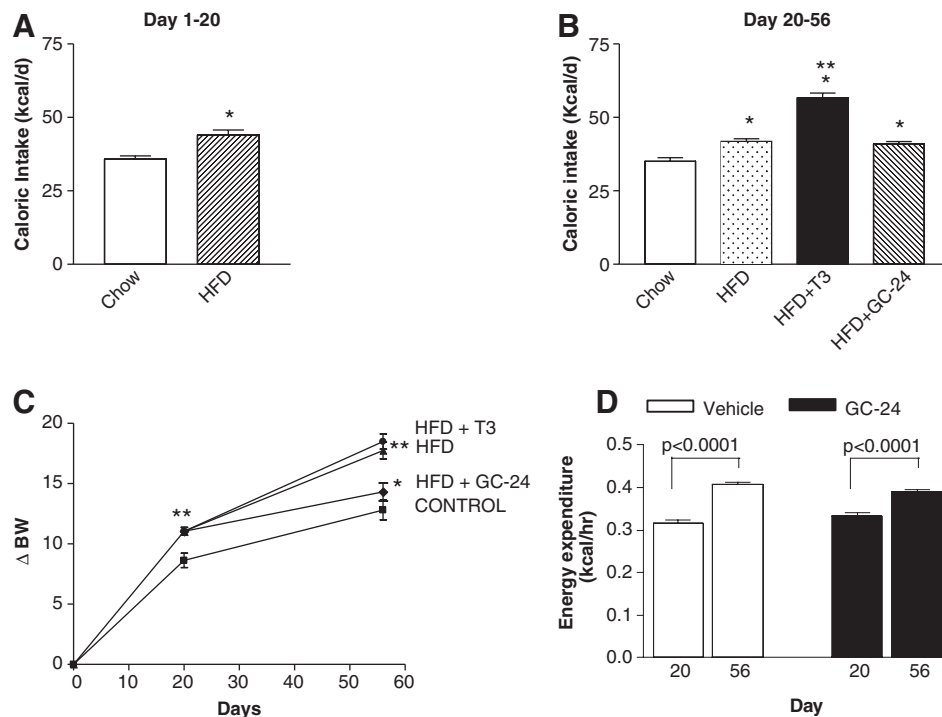 A
Day 1-20
Caloric Intake (kcal/d)
75
50
25
0
*
Chow
HFD
B
Day 20-56
Caloric intake (Kcal/d)
75
50
25
0
*
**
*
*
Chow
HFD
HFD+T3
HFD+GC-24
C
Δ BW
20
15
10
5
0
**
HFD + T3
** HFD
HFD + GC-24
*
CONTROL
0 10 20 30 40 50 60
Days
D
Vehicle GC-24
Energy expenditure
(kcal/hr)
0.5
0.4
0.3
0.2
0.1
0.0
p<0.0001 p<0.0001
20 56 20 56
Day